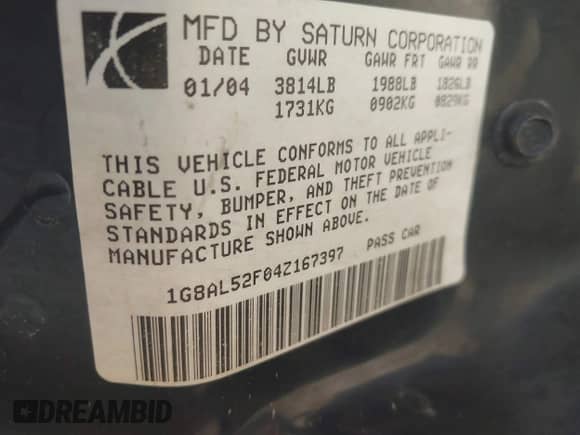 MFD BY SATURN CORPORATION
DATE GVWR GAWR FRT GAWR RR
01/04 3814LB 1988LB 1826LB
1731KG 0902KG 0829KG
THIS VEHICLE CONFORMS TO ALL APPLI-
CABLE U.S. FEDERAL MOTOR VEHICLE
SAFETY, BUMPER, AND THEFT PREVENTION
STANDARDS IN EFFECT ON THE DATE OF
MANUFACTURE SHOWN ABOVE.
1G8AL52F04Z167397 PASS CAR
DREAMBID